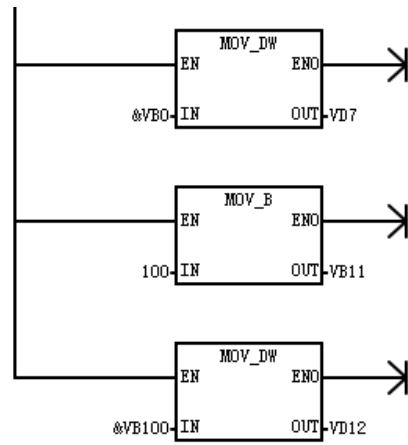 MOV_DW
EN ENO
&VB0 IN OUT VD7
MOV_B
EN ENO
100 IN OUT VB11
MOV_DW
EN ENO
&VB100 IN OUT VD12